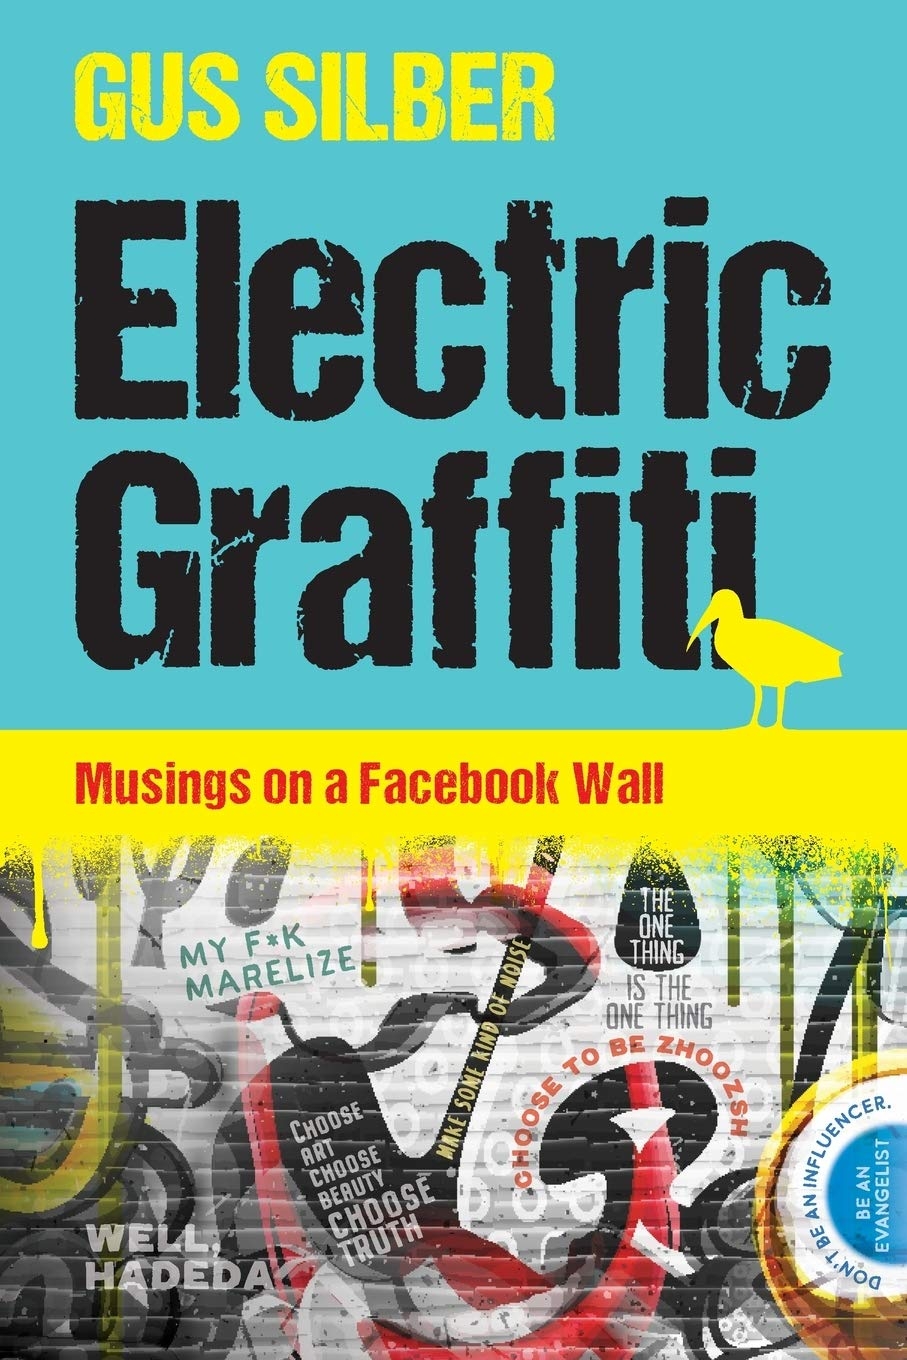 GUS SILBER
Electric
Graffiti
Musings on a Facebook Wall
MY F*K
MARELIZE
MAKE SOME KIND OF NOISE
THE
ONE
THING
IS THE
ONE THING
CHOOSE TO BE ZHOOZSH
CHOOSE
ART
CHOOSE
BEAUTY
CHOOSE
TRUTH
DON'T BE AN INFLUENCER.
BE AN
EVANGELIST
WELL,
HADEDA